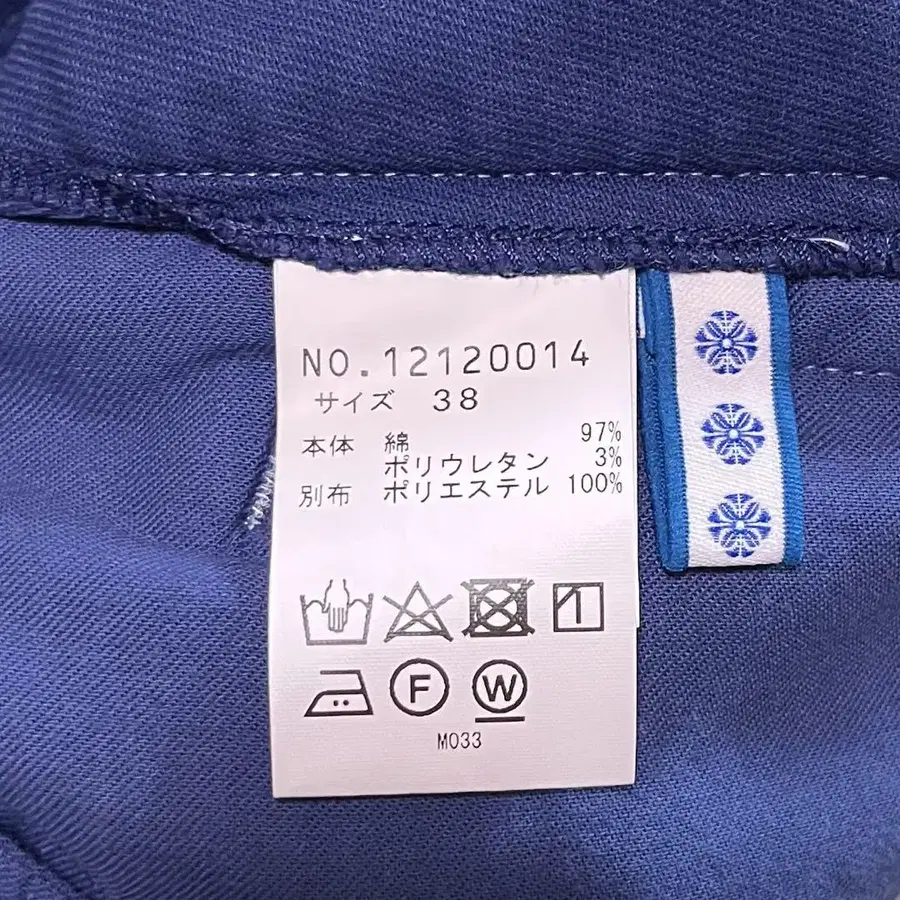 NO.12120014
サイズ 38
本体 綿 97%
ポリウレタン 3%
別布 ポリエステル 100%
F W
M033